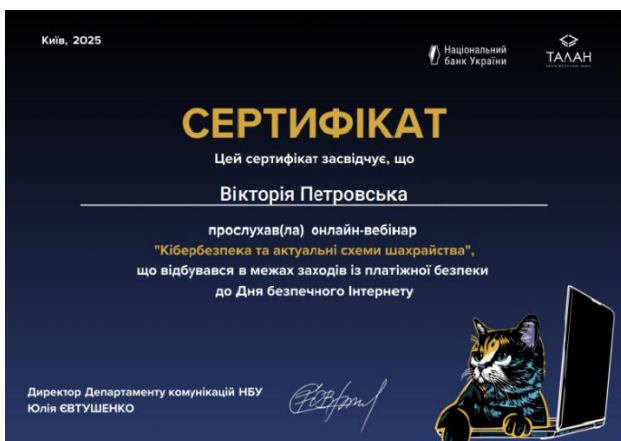 Київ, 2025
Національний
банк України
ТАЛАН
СЕРТИФІКАТ
Цей сертифікат засвідчує, що
Вікторія Петровська
прослухав(ла) онлайн-вебінар
"Кібербезпека та актуальні схеми шахрайства",
що відбувався в межах заходів із платіжної безпеки
до Дня безпечного Інтернету
Директор Департаменту комунікацій НБУ
Юлія ЄВТУШЕНКО